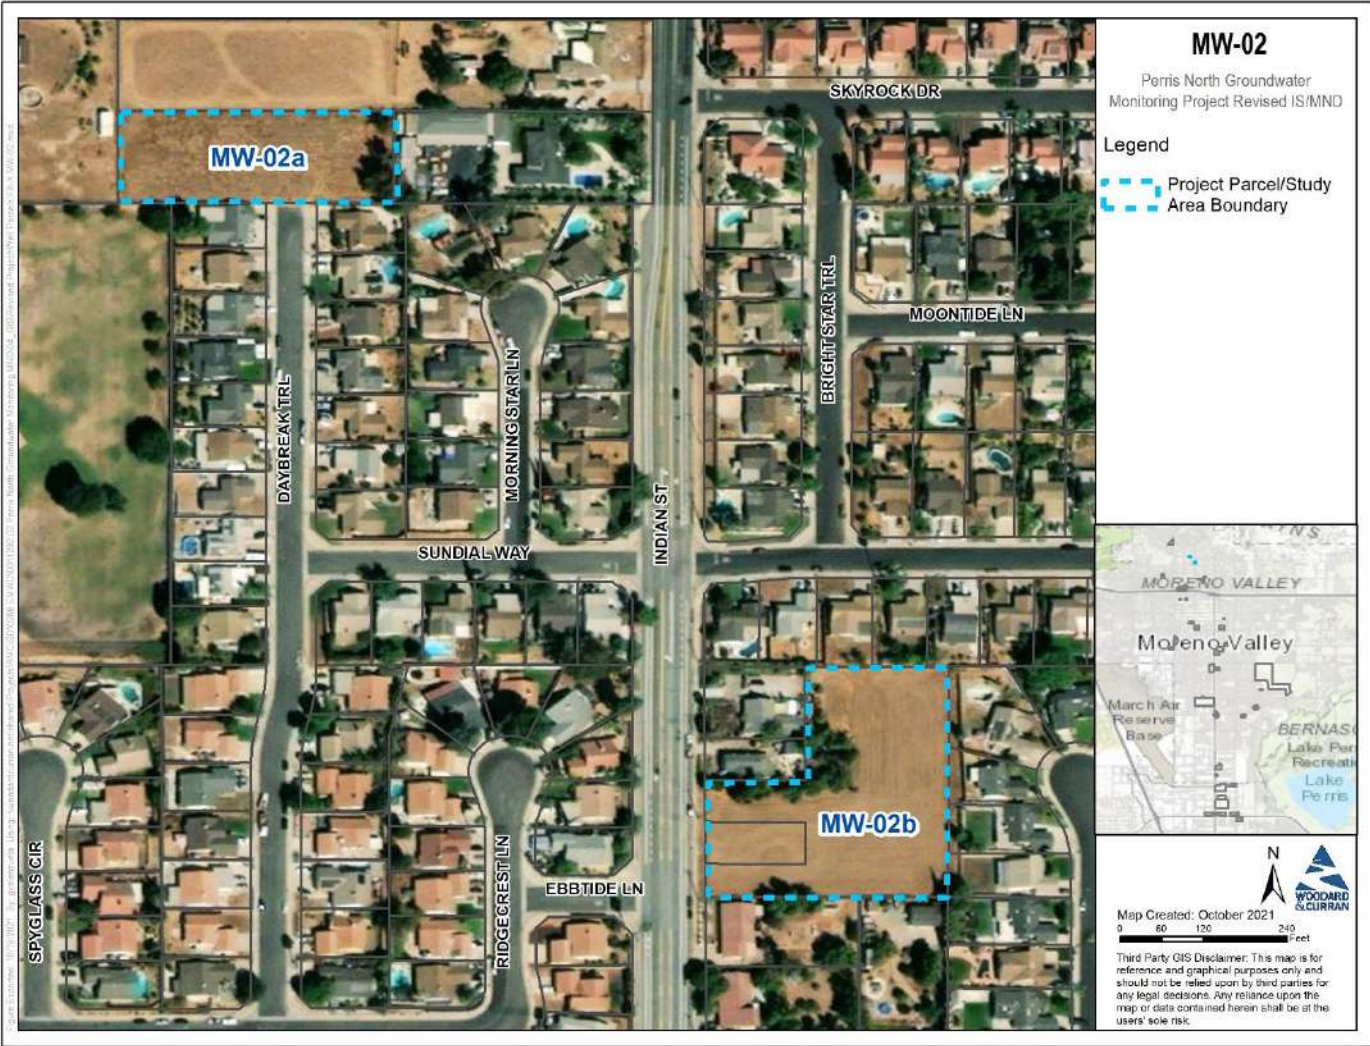 MW-02
Perris North Groundwater
Monitoring Project Revised IS/MND
Legend
Project Parcel/Study
Area Boundary
MW-02a
MW-02b
SKYROCK DR
MOONTIDE LN
BRIGHT STAR TRL
INDIAN ST
MORNING STAR LN
DAYBREAK TRL
SUNDIAL WAY
EBBTIDE LN
RIDGECREST LN
SPYGLASS CIR
MORENO VALLEY
Moreno Valley
March Air
Reserve
Base
Lake
Perris
N
WOODARD
&CURRAN
Map Created: October 2021
0 60 120 240
Feet
Third Party GIS Disclaimer: This map is for
reference and graphical purposes only and
should not be relied upon by third parties for
any legal decisions. Any reliance upon the
map or data contained herein shall be at the
users' sole risk.